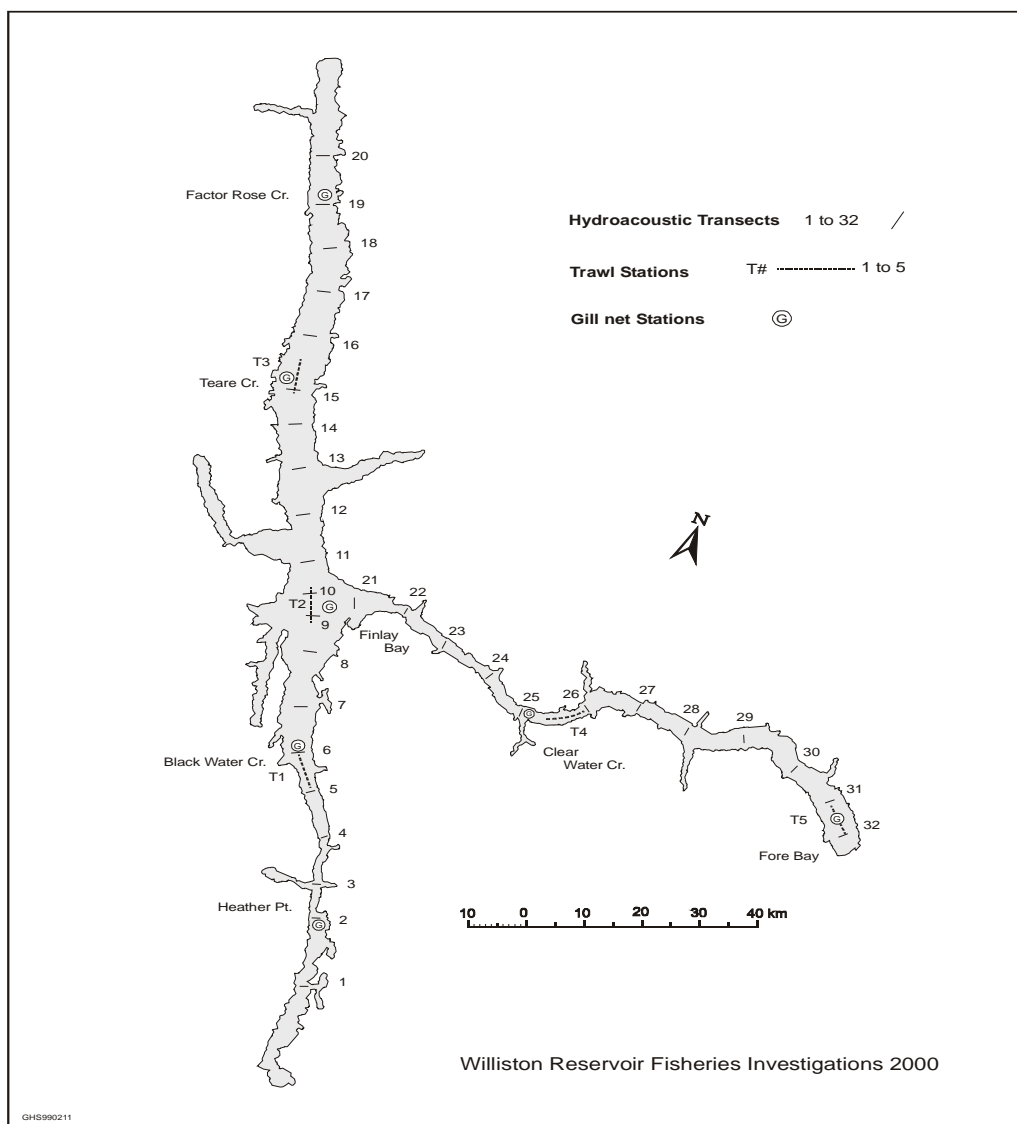 20
Factor Rose Cr.
G
19
18
Hydroacoustic Transects 1 to 32
Trawl Stations T# 1 to 5
Gill net Stations G
17
16
T3
G
Teare Cr.
15
14
13
12
N
11
21
10
22
T2
G
9
Finlay
Bay
23
8
24
7
25
26
27
28
29
G
T4
Clear
Water Cr.
30
G
6
Black Water Cr.
T1
5
31
T5
G
32
4
Fore Bay
3
Heather Pt.
2
G
10 0 10 20 30 40 km
1
Williston Reservoir Fisheries Investigations 2000
GHS990211